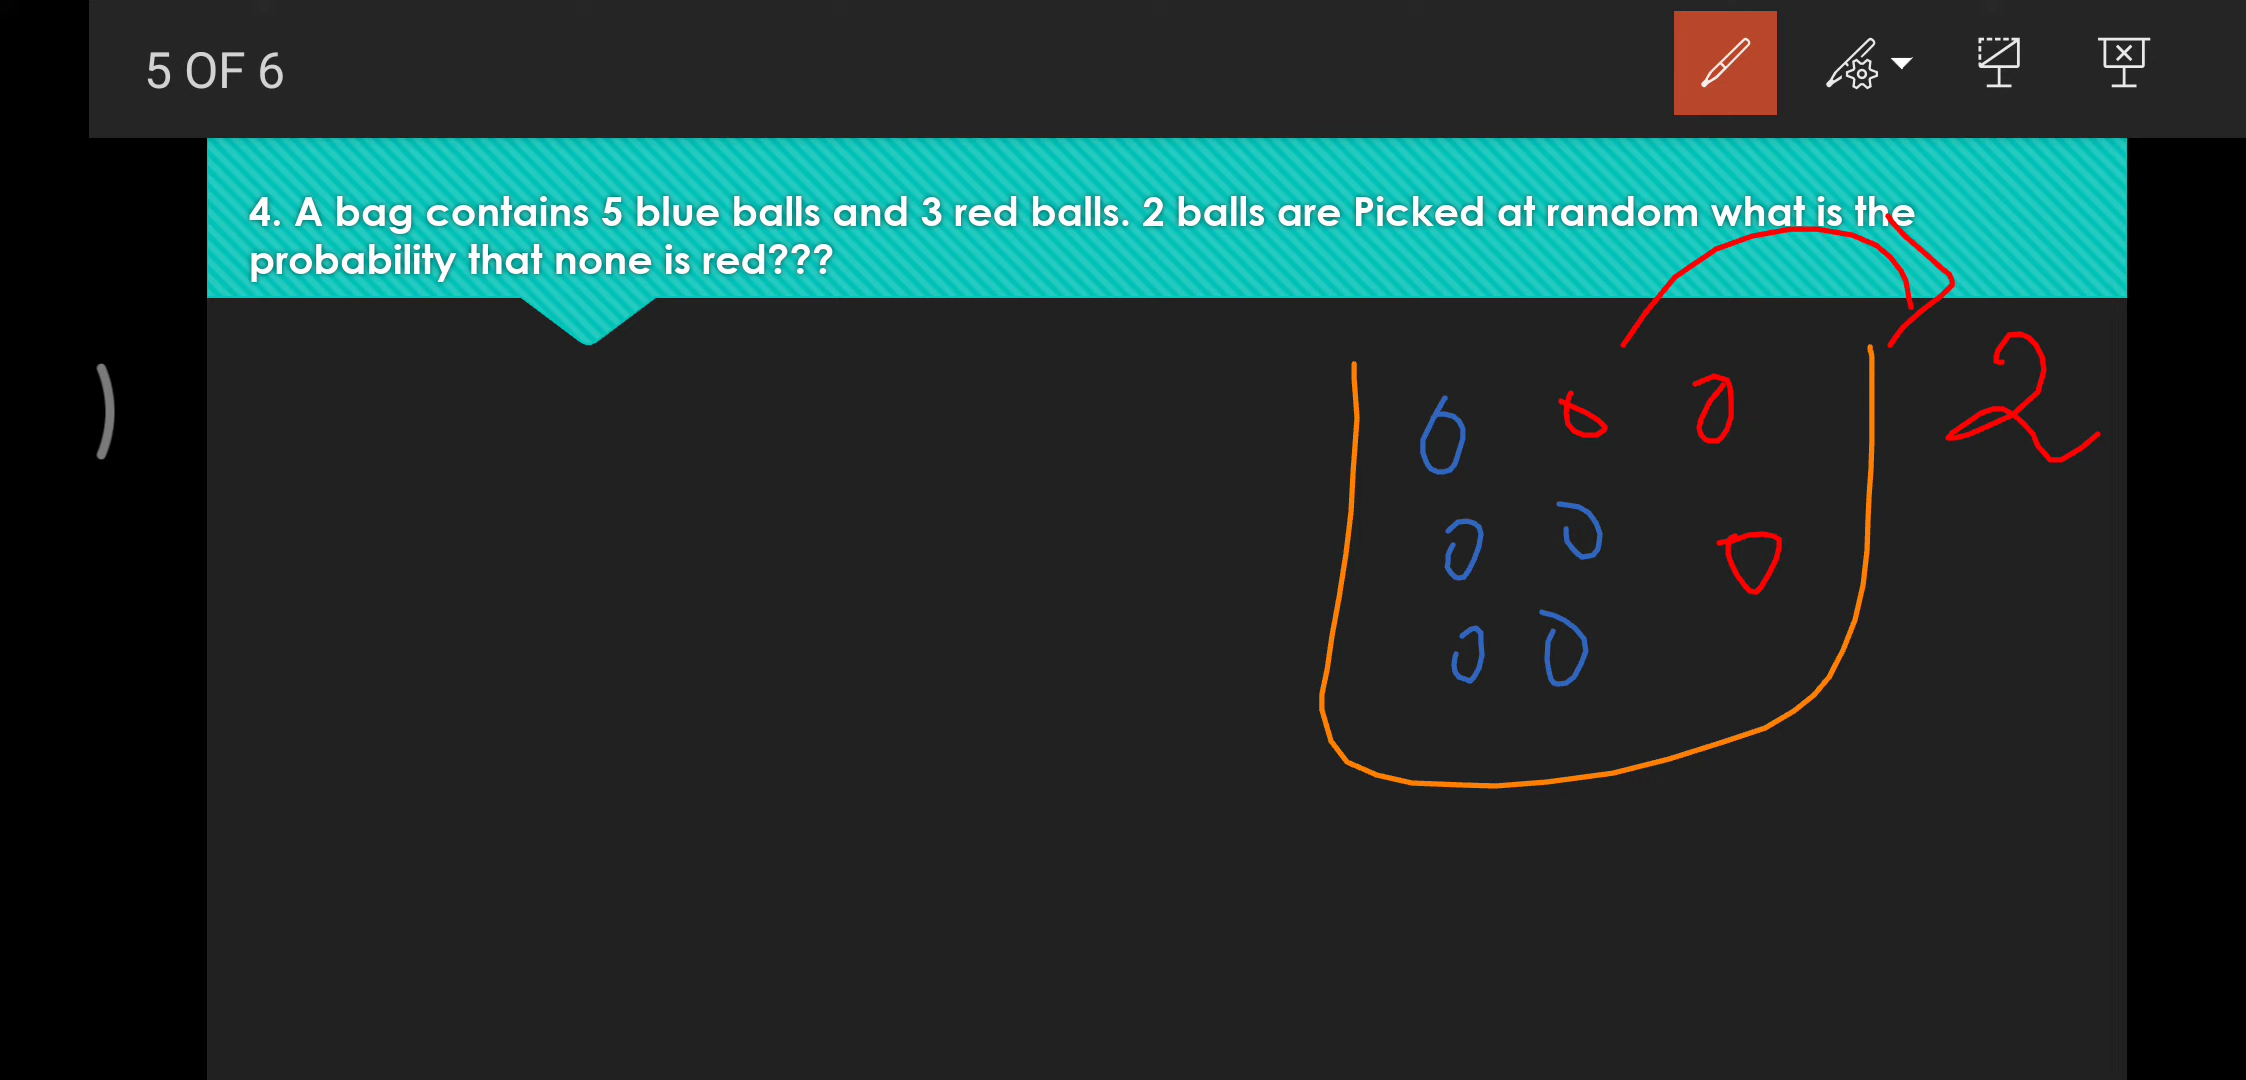 5 OF 6
4. A bag contains 5 blue balls and 3 red balls. 2 balls are Picked at random what is the
probability that none is red???
2